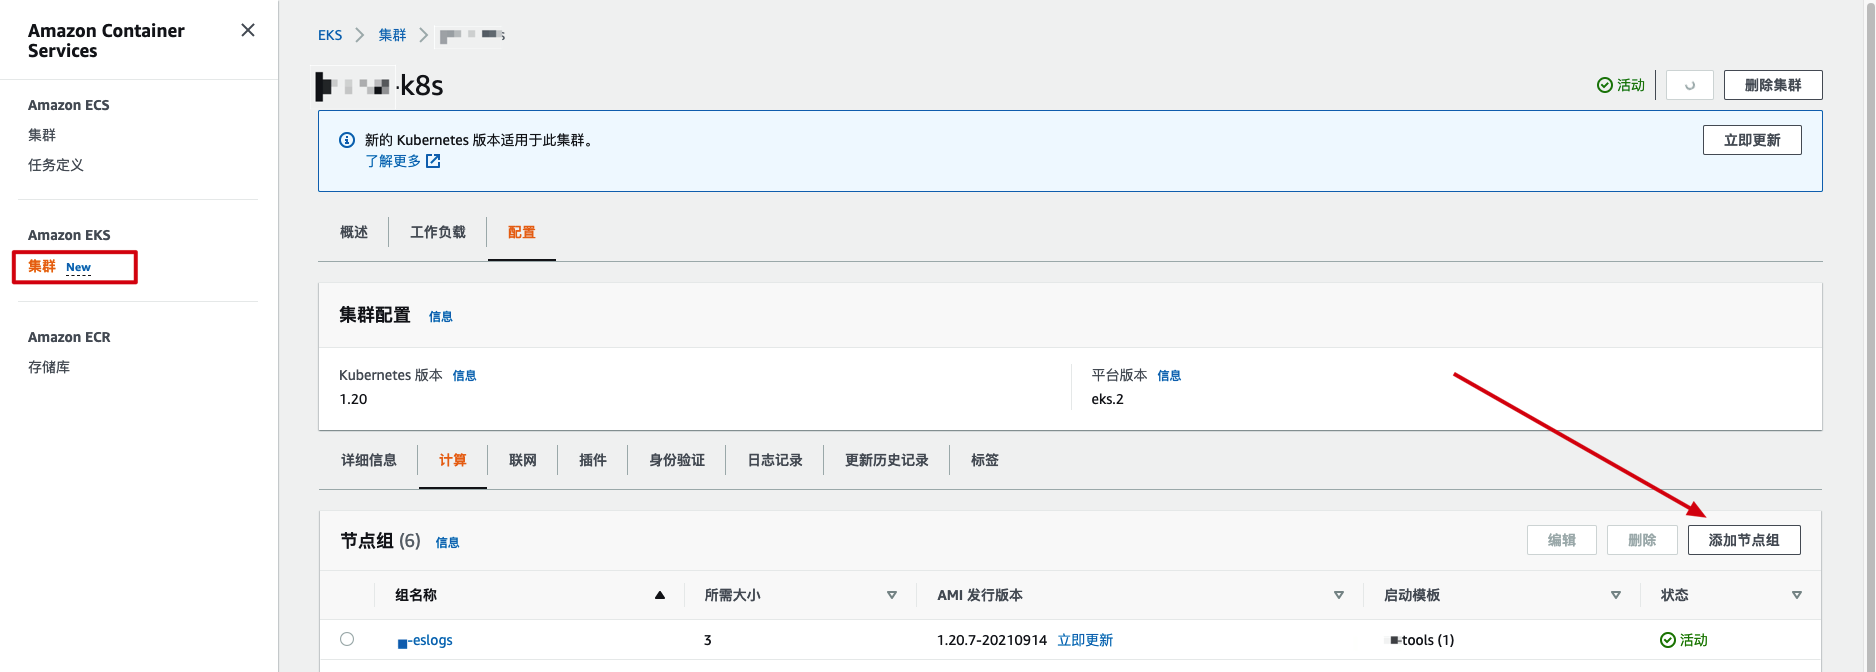 Amazon Container
Services
Amazon ECS
集群
任务定义
Amazon EKS
集群 New
Amazon ECR
存储库
EKS 集群
-k8s
活动
删除集群
新的 Kubernetes 版本适用于此集群。
了解更多
立即更新
概述 工作负载 配置
集群配置 信息
Kubernetes 版本 信息
1.20
平台版本 信息
eks.2
详细信息 计算 联网 插件 身份验证 日志记录 更新历史记录 标签
节点组 (6) 信息
编辑 删除 添加节点组
组名称 所需大小 AMI 发行版本 启动模板 状态
-eslogs 3 1.20.7-20210914 立即更新 -tools (1) 活动